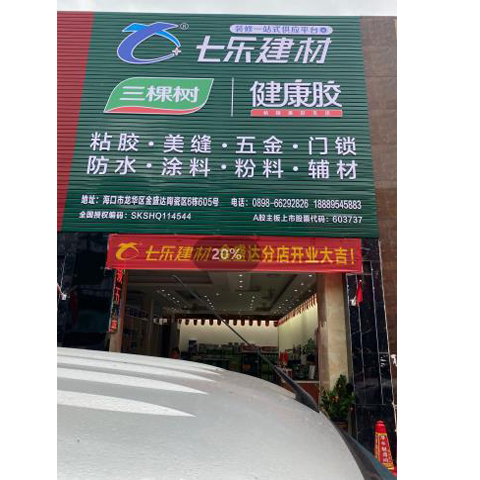 装修一站式供应平台
七乐建材®
三棵树
健康胶
粘胶·美缝·五金·门锁
防水·涂料·粉料·辅材
地址：海口市龙华区金盛达陶瓷区6栋605号 电话：0898-66292826 18889545883
全国授权编码：SKSHQ114544 A股主板上市股票代码：603737
七乐建材20% 达分店开业大吉！